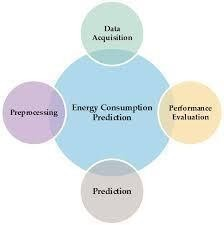 Data
Acquisition
Preprocessing
Energy Consumption
Prediction
Performance
Evaluation
Prediction